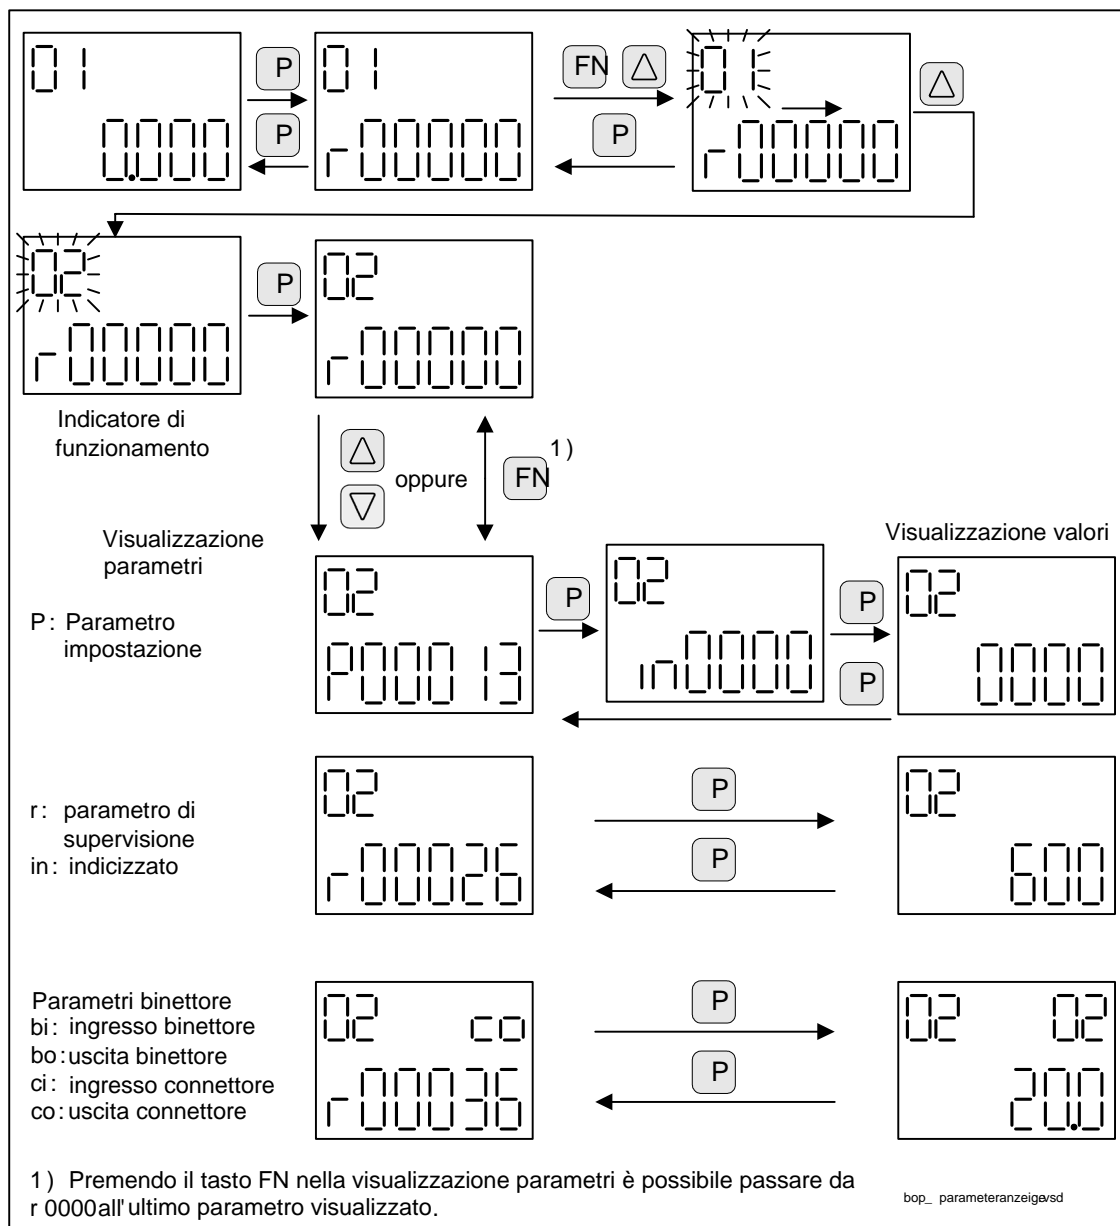 01
0.000
P
P
01
r00000
FN
P
01
r00000
02
r00000
P
02
r00000
Indicatore di
funzionamento
oppure
FN
1)
Visualizzazione
parametri
Visualizzazione valori
P: Parametro
impostazione
02
P00013
P
02
in0000
P
P
02
0000
r: parametro di
supervisione
in: indicizzato
02
r00026
P
P
02
600
Parametri binettore
bi: ingresso binettore
bo: uscita binettore
ci: ingresso connettore
co: uscita connettore
02 co
r00036
P
P
02 02
20.0
1) Premendo il tasto FN nella visualizzazione parametri è possibile passare da
r 0000 all'ultimo parametro visualizzato.
bop_ parameteranzeigevsd